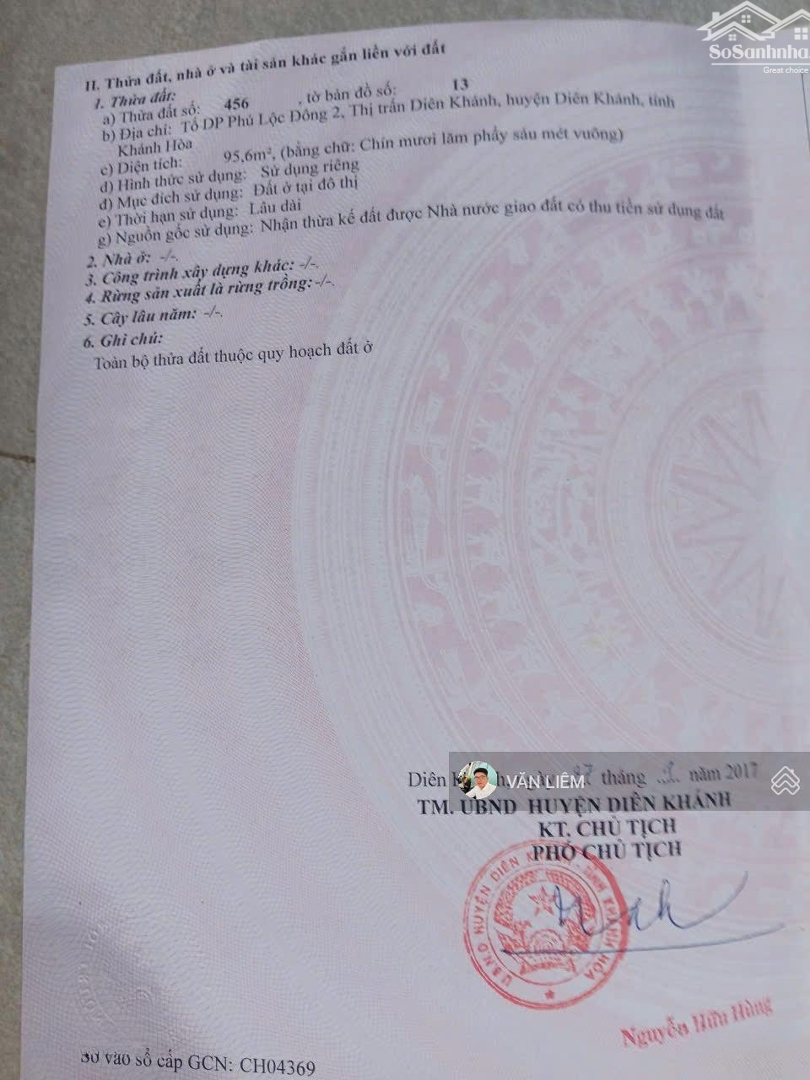 SoSanhnha
Great choice
II. Thửa đất, nhà ở và tài sản khác gắn liền với đất
1. Thửa đất:
a) Thửa đất số: 456 , tờ bản đồ số: 13
b) Địa chỉ: Tổ DP Phú Lộc Đông 2, Thị trấn Diên Khánh, huyện Diên Khánh, tỉnh
Khánh Hòa
c) Diện tích: 95,6m², (bằng chữ: Chín mươi lăm phẩy sáu mét vuông)
d) Hình thức sử dụng: Sử dụng riêng
đ) Mục đích sử dụng: Đất ở tại đô thị
e) Thời hạn sử dụng: Lâu dài
g) Nguồn gốc sử dụng: Nhận thừa kế đất được Nhà nước giao đất có thu tiền sử dụng đất
2. Nhà ở: -/-.
3. Công trình xây dựng khác: -/-.
4. Rừng sản xuất là rừng trồng: -/-.
5. Cây lâu năm: -/-.
6. Ghi chú:
Toàn bộ thửa đất thuộc quy hoạch đất ở
Diên tháng năm 2017
VĂN LIÊM
TM. UBND HUYỆN DIÊN KHÁNH
KT. CHỦ TỊCH
PHÓ CHỦ TỊCH
U.B.N.D HUYỆN DIÊN KHÁNH - TỈNH KHÁNH HÒA
Nguyễn Hữu Hùng
vào sổ cấp GCN: CH04369